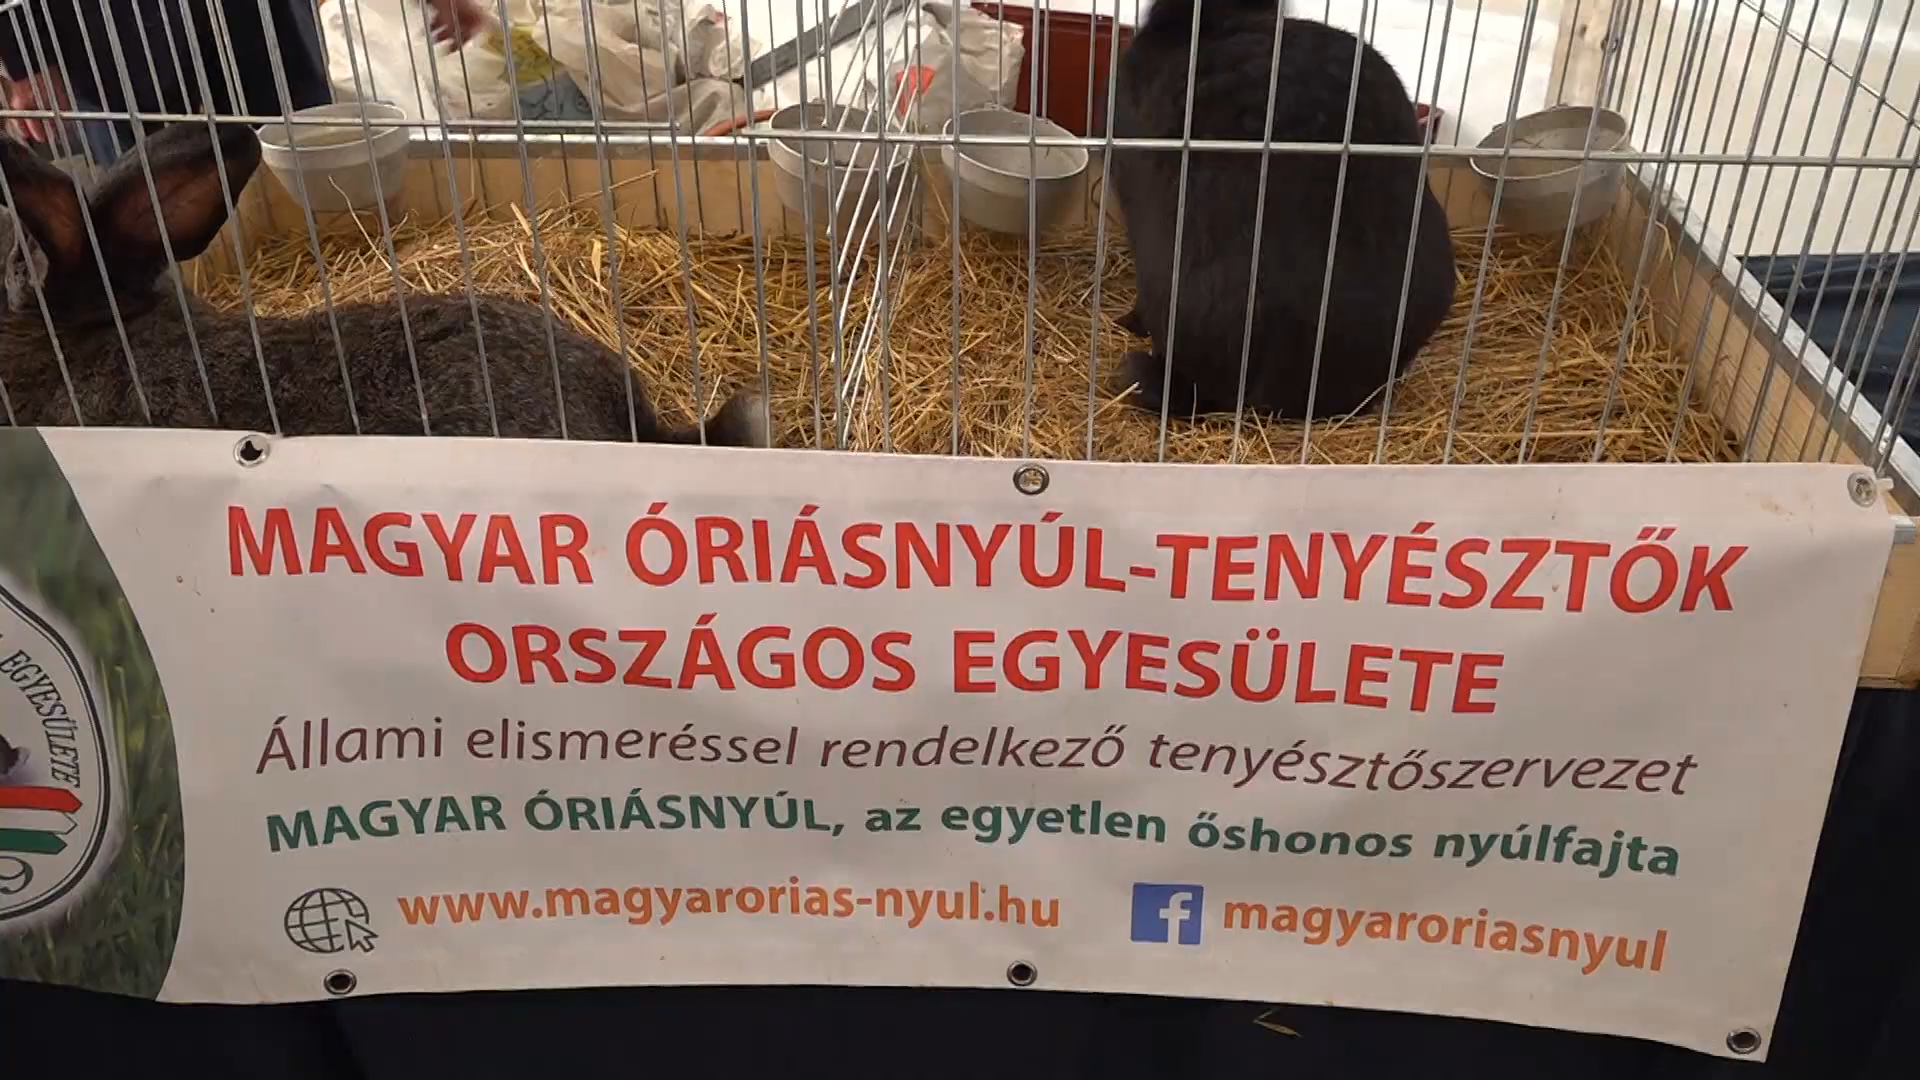 MAGYAR ÓRIÁSNYÚL-TENYÉSZTŐK
ORSZÁGOS EGYESÜLETE
Állami elismeréssel rendelkező tenyésztőszervezet
MAGYAR ÓRIÁSNYÚL, az egyetlen őshonos nyúlfajta
www.magyarorias-nyul.hu
magyaroriasnyul
EGYESÜLETE